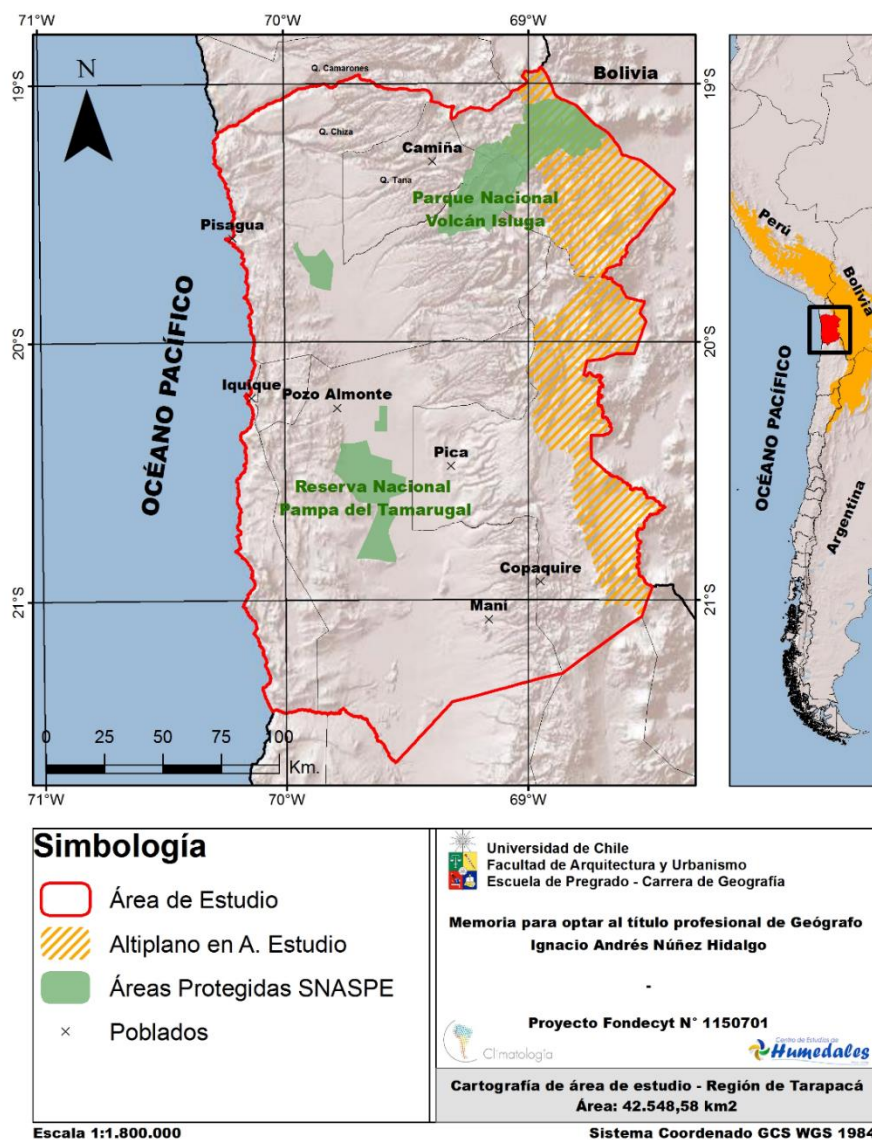 71°W
70°W
69°W
N
19°S
19°S
Q. Camarones
Bolivia
Q. Chiza
Camiña
Q. Tana
Parque Nacional
Volcán Isluga
Pisagua
OCÉANO PACÍFICO
20°S
20°S
Iquique
Pozo Almonte
Pica
Reserva Nacional
Pampa del Tamarugal
Copaquire
21°S
21°S
Mani
0 25 50 75 100
Km.
71°W
70°W
69°W
Perú
Bolivia
OCÉANO PACÍFICO
Argentina
Simbología
Área de Estudio
Altiplano en A. Estudio
Áreas Protegidas SNASPE
Poblados
Universidad de Chile
Facultad de Arquitectura y Urbanismo
Escuela de Pregrado - Carrera de Geografía
Memoria para optar al título profesional de Geógrafo
Ignacio Andrés Núñez Hidalgo
-
Proyecto Fondecyt N° 1150701
Climatología
Centro de Estudios de
Humedales
Cartografía de área de estudio - Región de Tarapacá
Área: 42.548,58 km2
Escala 1:1.800.000
Sistema Coordenado GCS WGS 1984